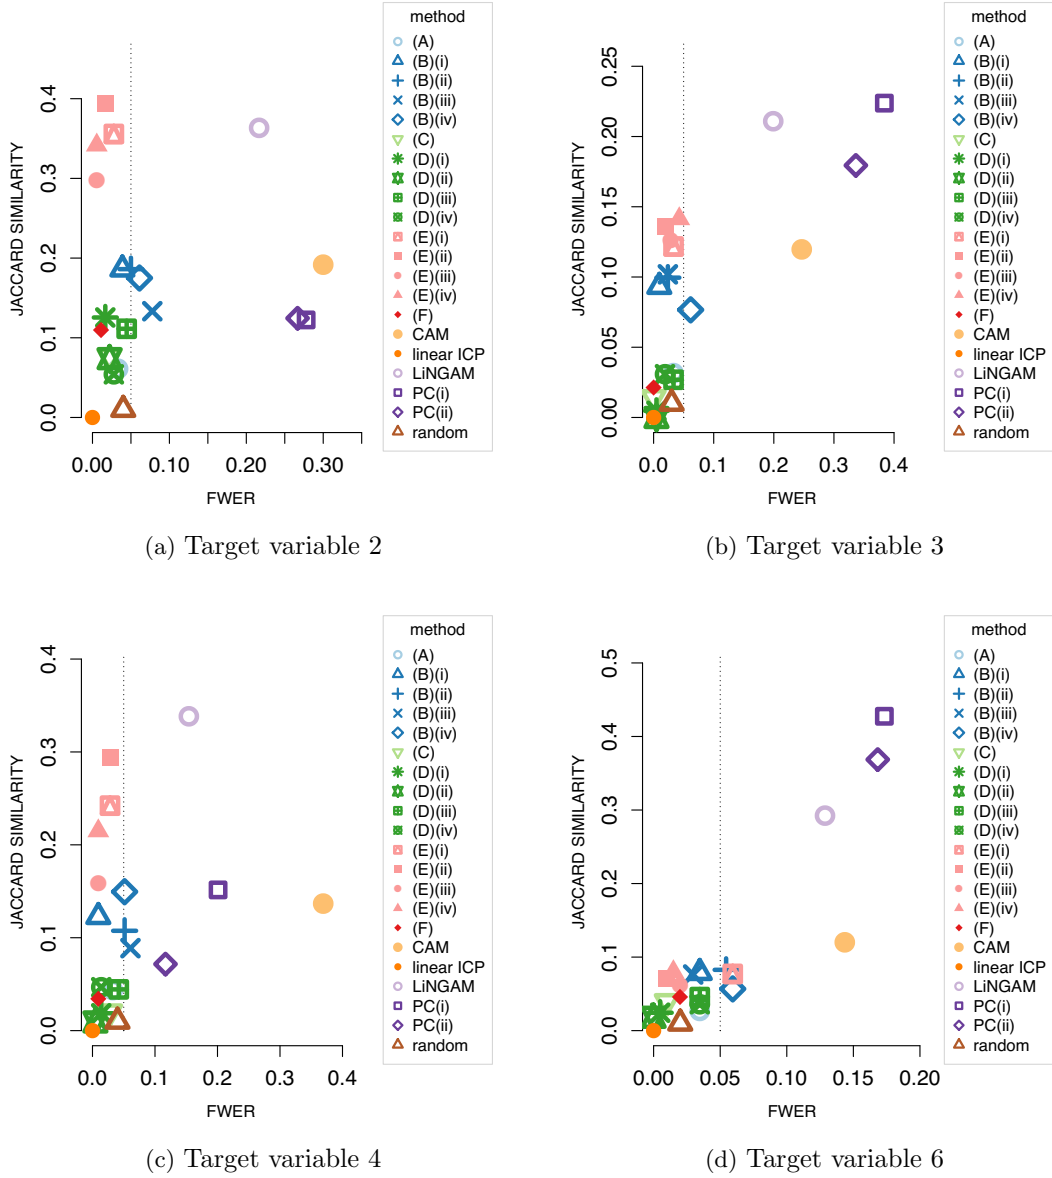 method
(A)
(B)(i)
(B)(ii)
(B)(iii)
(B)(iv)
(C)
(D)(i)
(D)(ii)
(D)(iii)
(D)(iv)
(E)(i)
(E)(ii)
(E)(iii)
(E)(iv)
(F)
CAM
linear ICP
LiNGAM
PC(i)
PC(ii)
random
JACCARD SIMILARITY
0.4
0.3
0.2
0.1
0.0
0.00 0.10 0.20 0.30
FWER
(a) Target variable 2
method
(A)
(B)(i)
(B)(ii)
(B)(iii)
(B)(iv)
(C)
(D)(i)
(D)(ii)
(D)(iii)
(D)(iv)
(E)(i)
(E)(ii)
(E)(iii)
(E)(iv)
(F)
CAM
linear ICP
LiNGAM
PC(i)
PC(ii)
random
JACCARD SIMILARITY
0.25
0.20
0.15
0.10
0.05
0.00
0.0 0.1 0.2 0.3 0.4
FWER
(b) Target variable 3
method
(A)
(B)(i)
(B)(ii)
(B)(iii)
(B)(iv)
(C)
(D)(i)
(D)(ii)
(D)(iii)
(D)(iv)
(E)(i)
(E)(ii)
(E)(iii)
(E)(iv)
(F)
CAM
linear ICP
LiNGAM
PC(i)
PC(ii)
random
JACCARD SIMILARITY
0.4
0.3
0.2
0.1
0.0
0.0 0.1 0.2 0.3 0.4
FWER
(c) Target variable 4
method
(A)
(B)(i)
(B)(ii)
(B)(iii)
(B)(iv)
(C)
(D)(i)
(D)(ii)
(D)(iii)
(D)(iv)
(E)(i)
(E)(ii)
(E)(iii)
(E)(iv)
(F)
CAM
linear ICP
LiNGAM
PC(i)
PC(ii)
random
JACCARD SIMILARITY
0.5
0.4
0.3
0.2
0.1
0.0
0.00 0.05 0.10 0.15 0.20
FWER
(d) Target variable 6